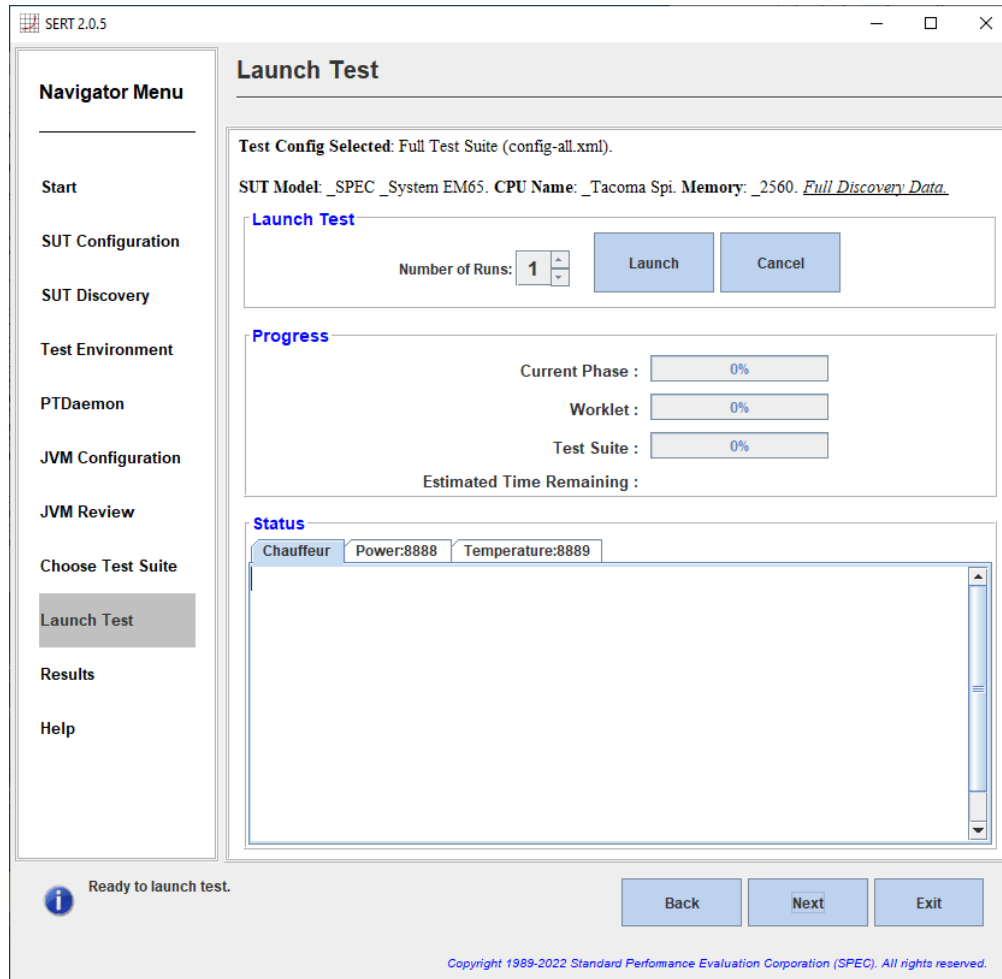 SERT 2.0.5
Navigator Menu
Start
SUT Configuration
SUT Discovery
Test Environment
PTDaemon
JVM Configuration
JVM Review
Choose Test Suite
Launch Test
Results
Help
Launch Test
Test Config Selected: Full Test Suite (config-all.xml).
SUT Model: _SPEC _System EM65. CPU Name: _Tacoma Spi. Memory: _2560. Full Discovery Data.
Launch Test
Number of Runs: 1 Launch Cancel
Progress
Current Phase : 0%
Worklet : 0%
Test Suite : 0%
Estimated Time Remaining :
Status
Chauffeur Power:8888 Temperature:8889
i Ready to launch test.
Back Next Exit
Copyright 1989-2022 Standard Performance Evaluation Corporation (SPEC). All rights reserved.